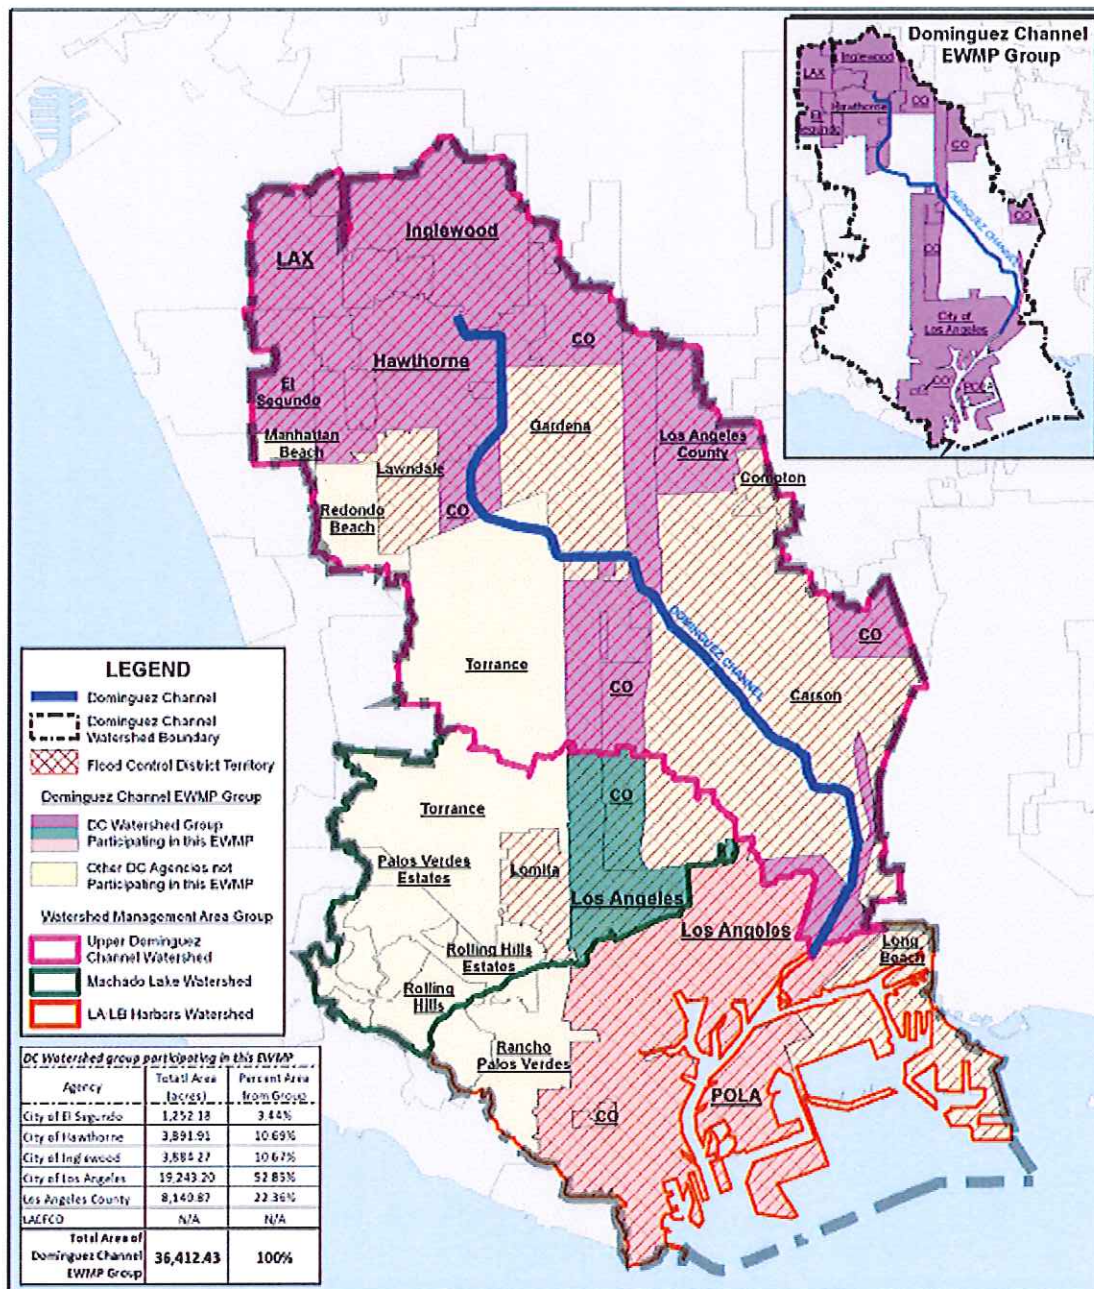 Dominguez Channel
EWMP Group
Inglewood
LAX
CO
Hawthorne
El
Segundo
CO
DOMINGUEZ CHANNEL
CO
CO
City of
Los Angeles
CO
POLA
Inglewood
LAX
CO
Hawthorne
El
Segundo
Gardena
Manhattan
Beach
Los Angeles
County
Lawndale
Compton
Redondo
Beach
CO
CO
DOMINGUEZ CHANNEL
Torrance
CO
Carson
LEGEND
Dominguez Channel
Dominguez Channel
Watershed Boundary
Flood Control District Territory
Dominguez Channel EWMP Group
DC Watershed Group
Participating in this EWMP
Other DC Agencies not
Participating in this EWMP
Watershed Management Area Group
Upper Dominguez
Channel Watershed
Machado Lake Watershed
LA/LB Harbors Watershed
CO
Torrance
Palos Verdes
Estates
Lomita
Los Angeles
Los Angeles
Rolling Hills
Estates
Long
Beach
Rolling
Hills
Rancho
Palos Verdes
POLA
CO
DC Watershed group participating in this EWMP
Agency Total Area (acres) Percent Area from Group
City of El Segundo 1,252.18 3.44%
City of Hawthorne 3,891.91 10.69%
City of Inglewood 3,884.27 10.67%
City of Los Angeles 19,243.20 52.85%
Los Angeles County 8,140.87 22.36%
LACFCD N/A N/A
Total Area of Dominguez Channel EWMP Group 36,412.43 100%